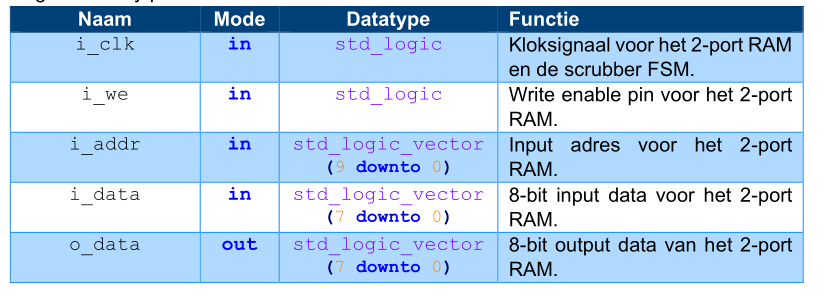 Naam Mode Datatype Functie
i_clk in std_logic Kloksignaal voor het 2-port RAM
en de scrubber FSM.
i_we in std_logic Write enable pin voor het 2-port
RAM.
i_addr in std_logic_vector Input adres voor het 2-port
(9 downto 0) RAM.
i_data in std_logic_vector 8-bit input data voor het 2-port
(7 downto 0) RAM.
o_data out std_logic_vector 8-bit output data van het 2-port
(7 downto 0) RAM.